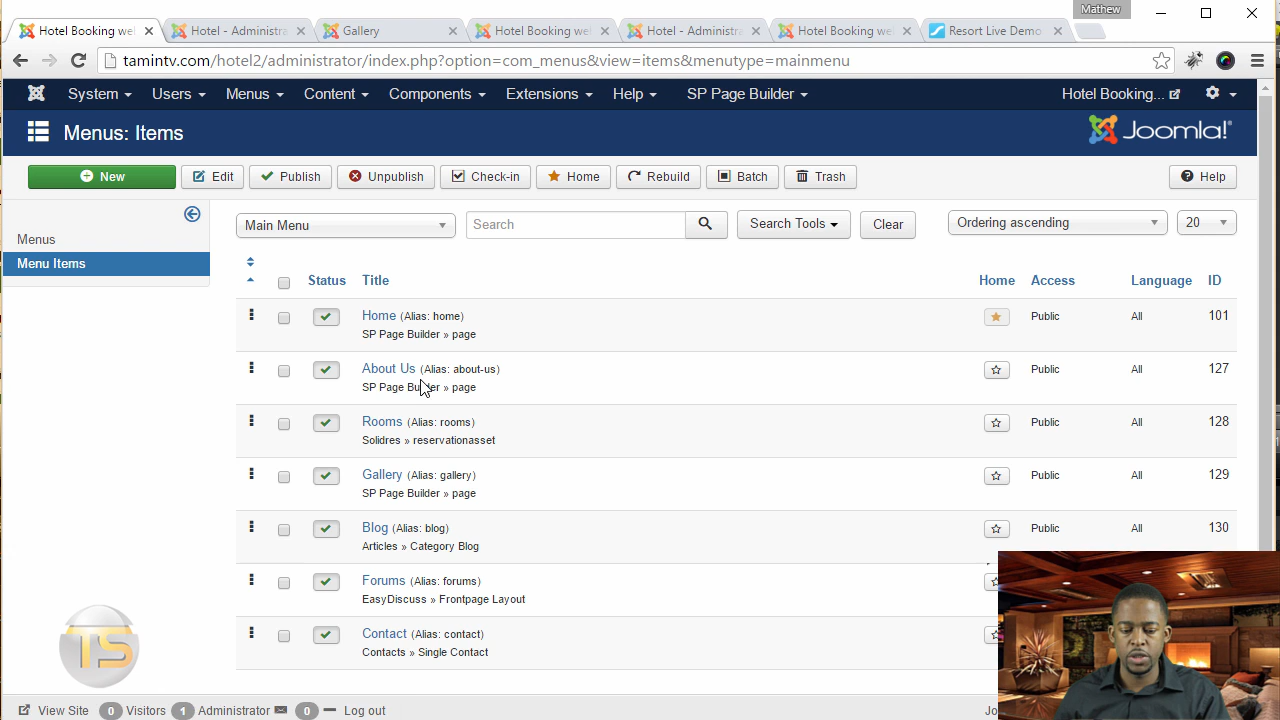 Mathew
Hotel Booking we
Hotel - Administra
Gallery
Hotel Booking we
Hotel - Administra
Hotel Booking we
Resort Live Demo
tamintv.com/hotel2/administrator/index.php?option=com_menus&view=items&menutype=mainmenu
System Users Menus Content Components Extensions Help SP Page Builder Hotel Booking...
Menus: Items
Joomla!
New Edit Publish Unpublish Check-in Home Rebuild Batch Trash Help
Menus
Menu Items
Main Menu Search Search Tools Clear Ordering ascending 20
Status Title Home Access Language ID
Home (Alias: home) Public All 101
SP Page Builder » page
About Us (Alias: about-us) Public All 127
SP Page Builder » page
Rooms (Alias: rooms) Public All 128
Solidres » reservationasset
Gallery (Alias: gallery) Public All 129
SP Page Builder » page
Blog (Alias: blog) Public All 130
Articles » Category Blog
Forums (Alias: forums)
EasyDiscuss » Frontpage Layout
Contact (Alias: contact)
Contacts » Single Contact
TS
View Site 0 Visitors 1 Administrator 0 Log out
Jo